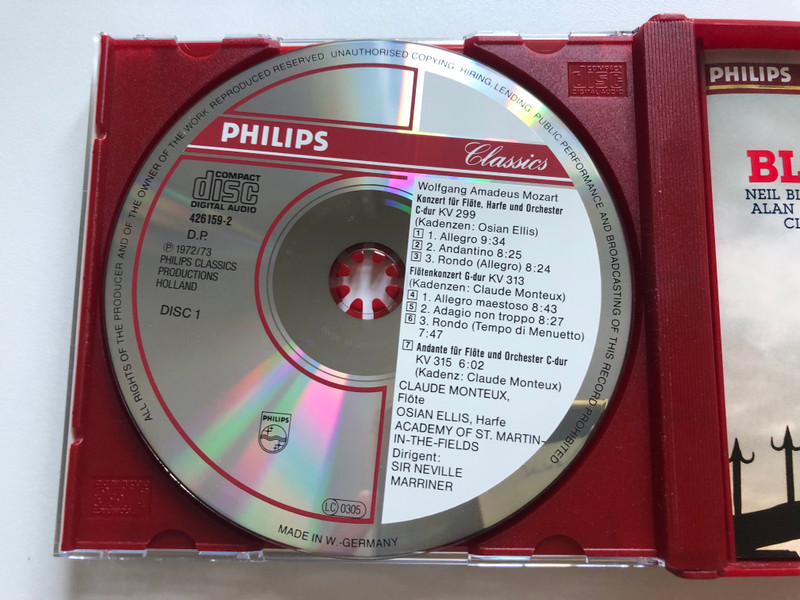 ALL RIGHTS OF THE PRODUCER AND OF THE OWNER OF THE WORK REPRODUCED RESERVED. UNAUTHORISED COPYING, HIRING, LENDING, PUBLIC PERFORMANCE AND BROADCASTING OF THIS RECORD PROHIBITED
PHILIPS
Classics
COMPACT
disc
DIGITAL AUDIO
426159-2
D.P.
℗ 1972/73
PHILIPS CLASSICS
PRODUCTIONS
HOLLAND
DISC 1
Wolfgang Amadeus Mozart
Konzert für Flöte, Harfe und Orchester
C-dur KV 299
(Kadenzen: Osian Ellis)
1 1. Allegro 9:34
2 2. Andantino 8:25
3 3. Rondo (Allegro) 8:24
Flötenkonzert G-dur KV 313
(Kadenzen: Claude Monteux)
4 1. Allegro maestoso 8:43
5 2. Adagio non troppo 8:27
6 3. Rondo (Tempo di Menuetto)
7:47
7 Andante für Flöte und Orchester C-dur
KV 315 6:02
(Kadenz: Claude Monteux)
CLAUDE MONTEUX,
Flöte
OSIAN ELLIS, Harfe
ACADEMY OF ST. MARTIN-
IN-THE-FIELDS
Dirigent:
SIR NEVILLE
MARRINER
PHILIPS
LC 0305
MADE IN W.-GERMANY
COMPACT
disc
DIGITAL AUDIO
PHILIPS
BL
NEIL BL
ALAN
CL